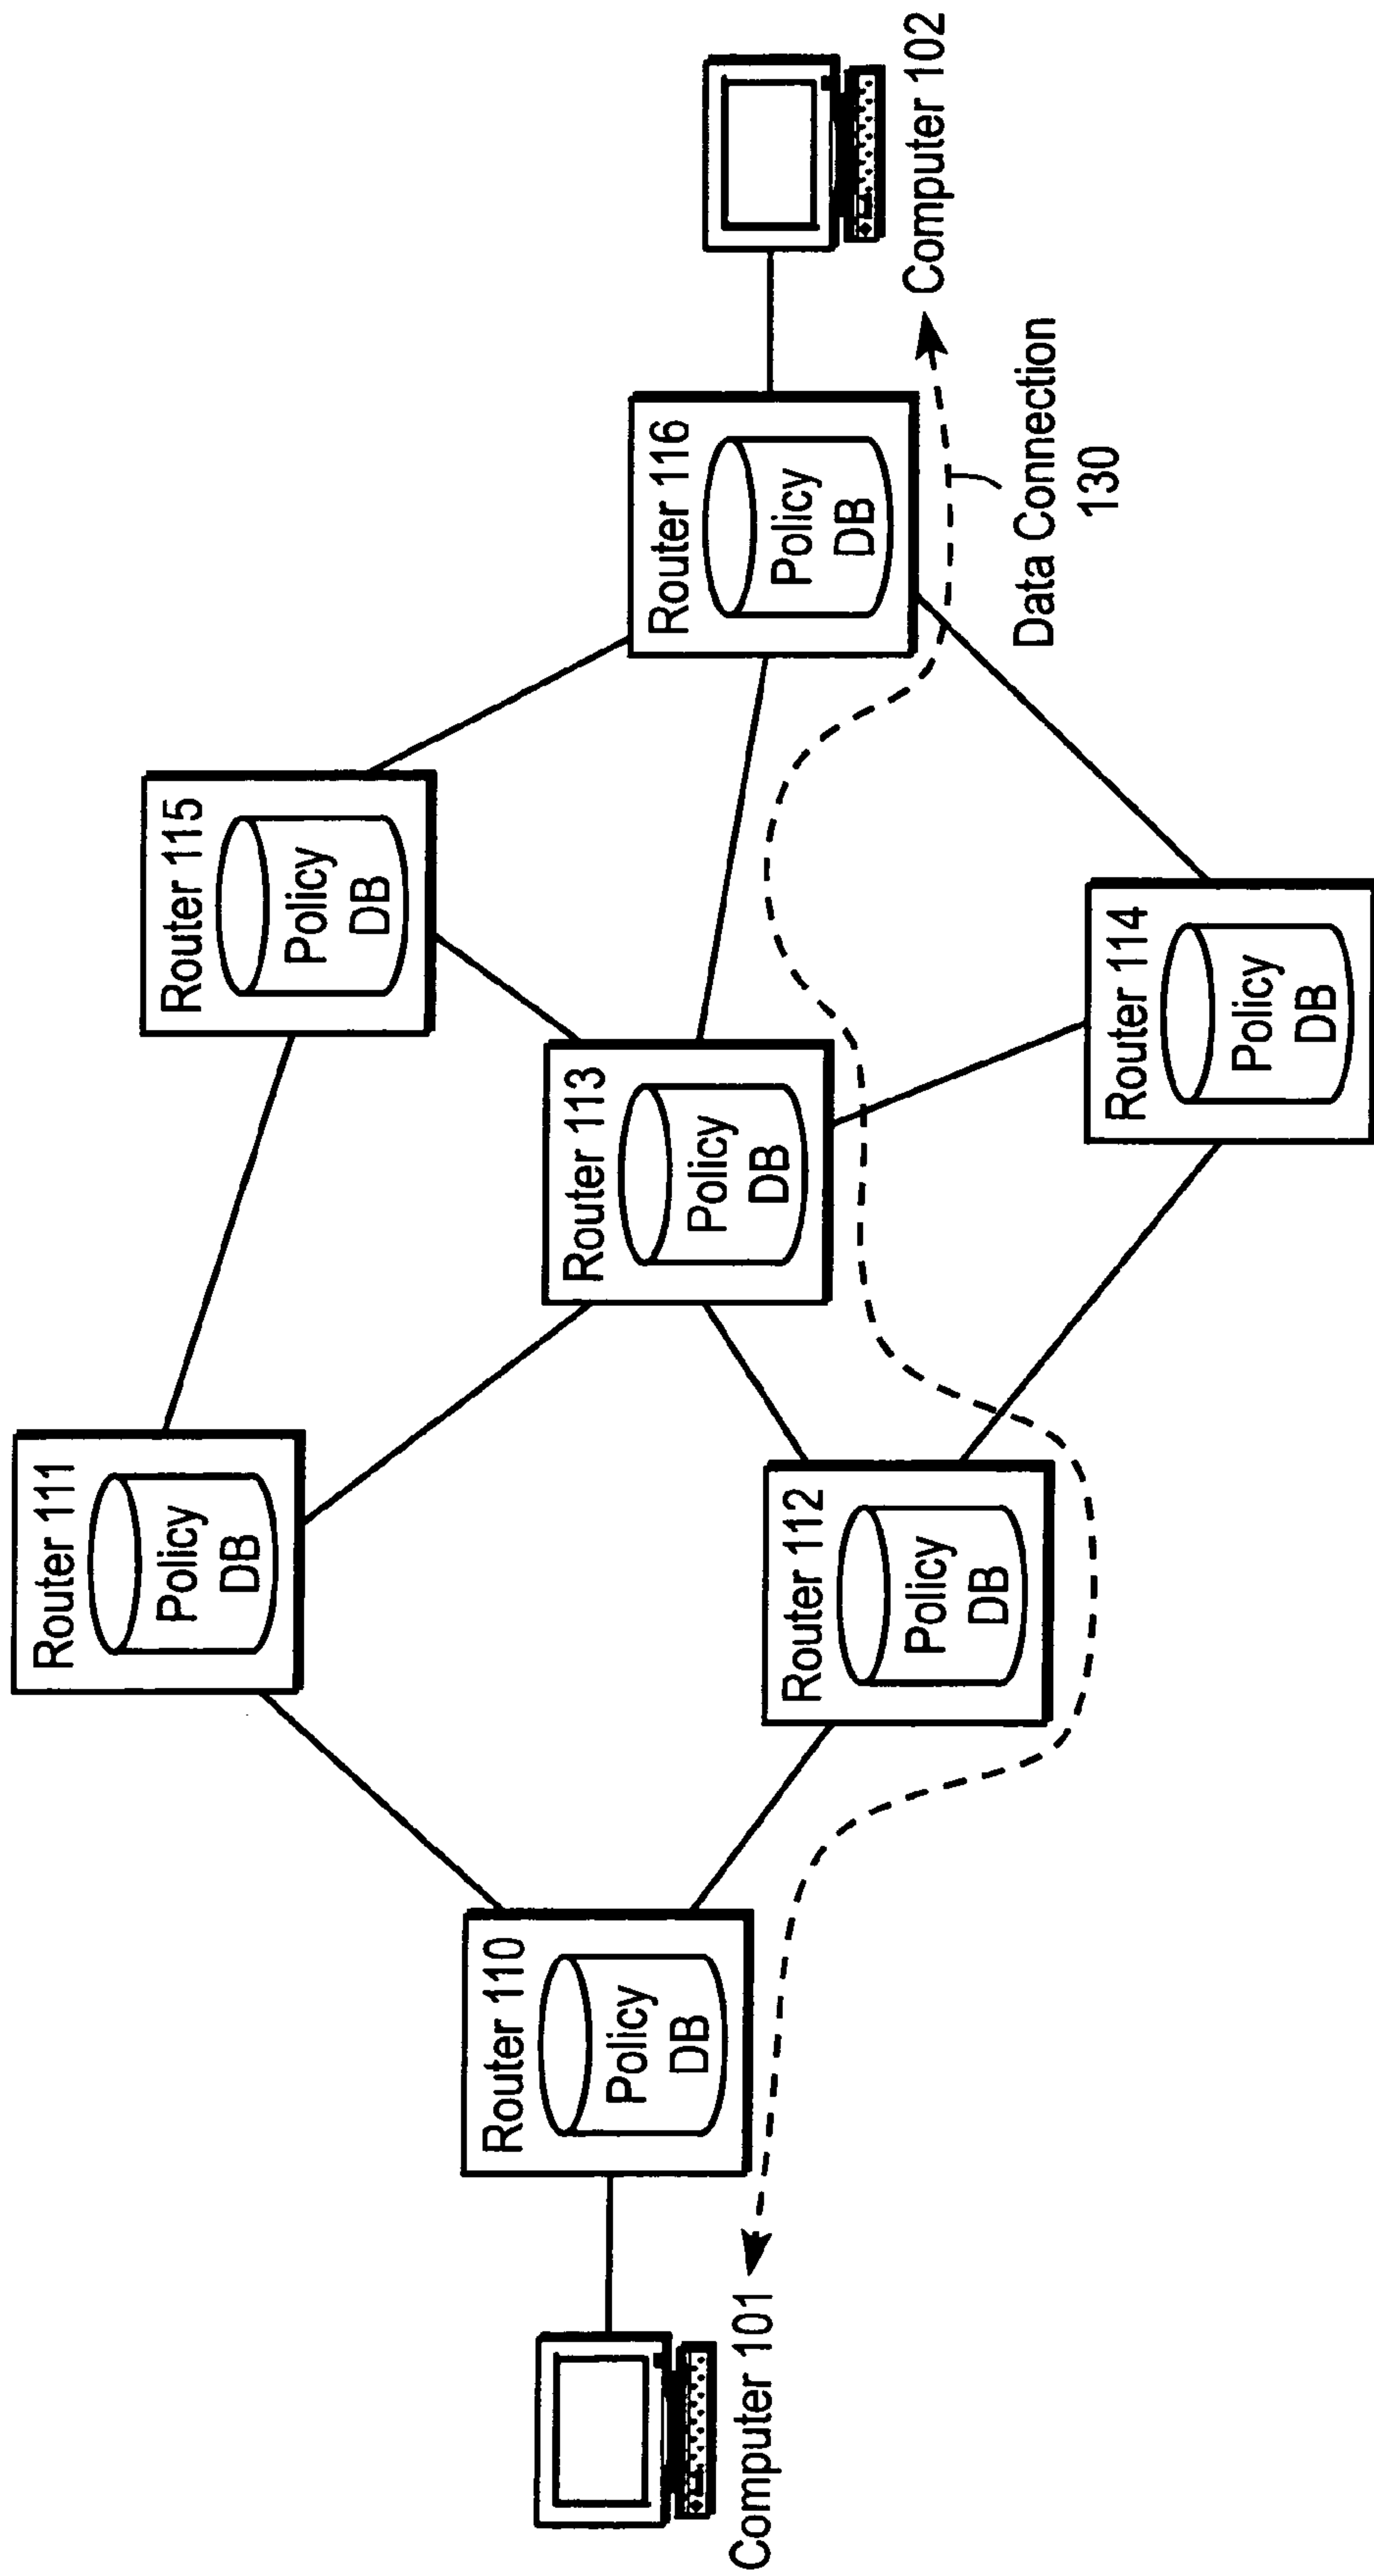 Router 111
Policy
DB
Router 115
Policy
DB
Router 110
Policy
DB
Router 113
Policy
DB
Router 116
Policy
DB
Router 112
Policy
DB
Router 114
Policy
DB
Computer 101
Computer 102
Data Connection
130